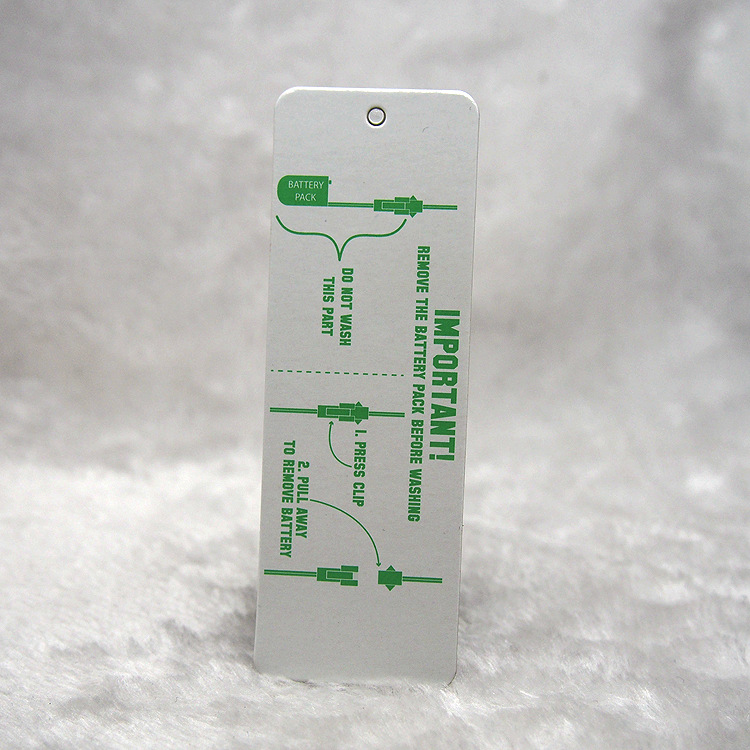 IMPORTANT!
REMOVE THE BATTERY PACK BEFORE WASHING
BATTERY
PACK
DO NOT WASH
THIS PART
1. PRESS CLIP
2. PULL AWAY
TO REMOVE BATTERY